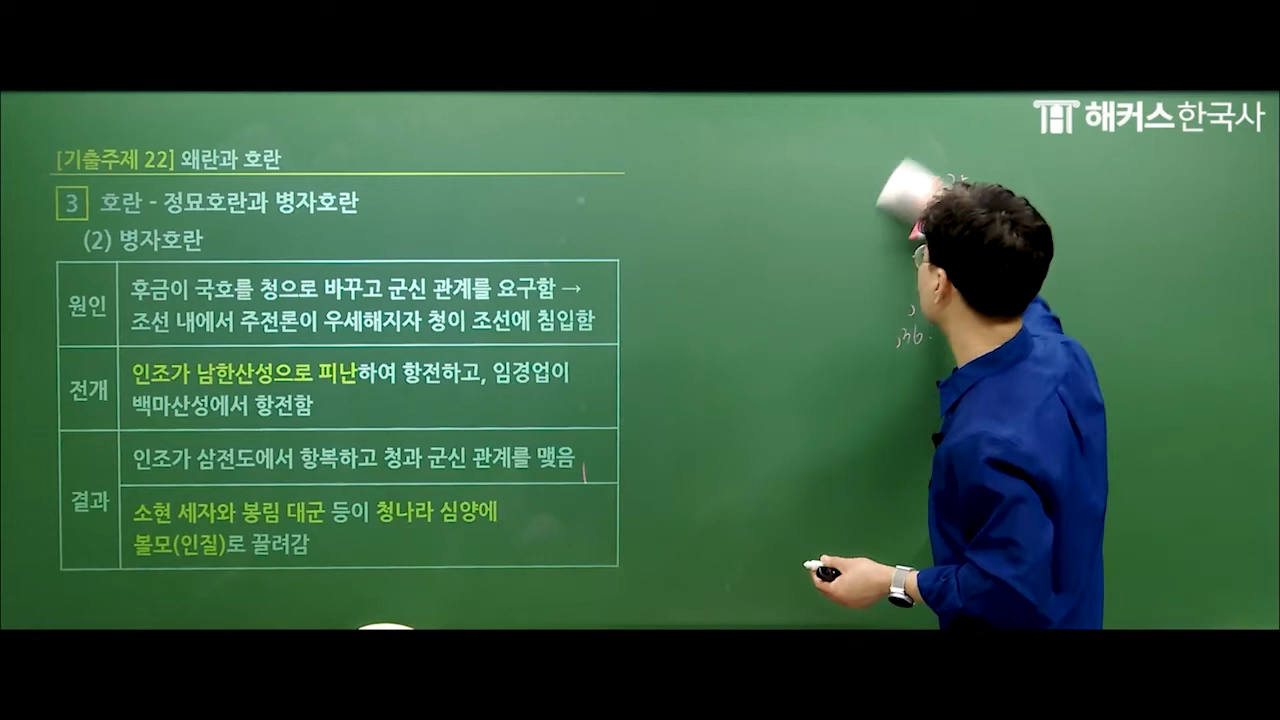 해커스한국사
[기출주제 22] 왜란과 호란
3 호란 - 정묘호란과 병자호란
(2) 병자호란
원인
후금이 국호를 청으로 바꾸고 군신 관계를 요구함 →
조선 내에서 주전론이 우세해지자 청이 조선에 침입함
전개
인조가 남한산성으로 피난하여 항전하고, 임경업이
백마산성에서 항전함
결과
인조가 삼전도에서 항복하고 청과 군신 관계를 맺음
소현 세자와 봉림 대군 등이 청나라 심양에
볼모(인질)로 끌려감